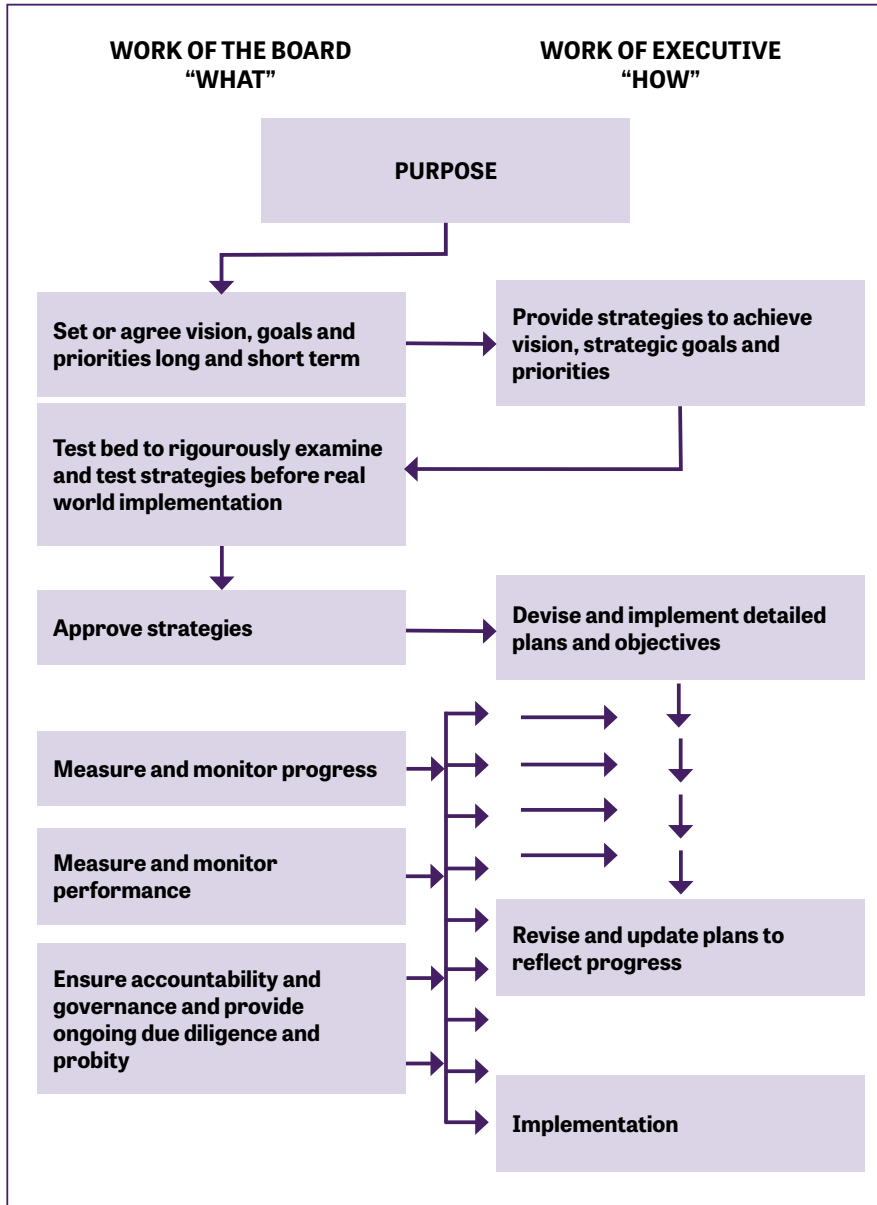 WORK OF THE BOARD
“WHAT”
WORK OF EXECUTIVE
“HOW”
PURPOSE
Set or agree vision, goals and
priorities long and short term
Provide strategies to achieve
vision, strategic goals and
priorities
Test bed to rigourously examine
and test strategies before real
world implementation
Approve strategies
Devise and implement detailed
plans and objectives
Measure and monitor progress
Measure and monitor
performance
Revise and update plans to
reflect progress
Ensure accountability and
governance and provide
ongoing due diligence and
probity
Implementation